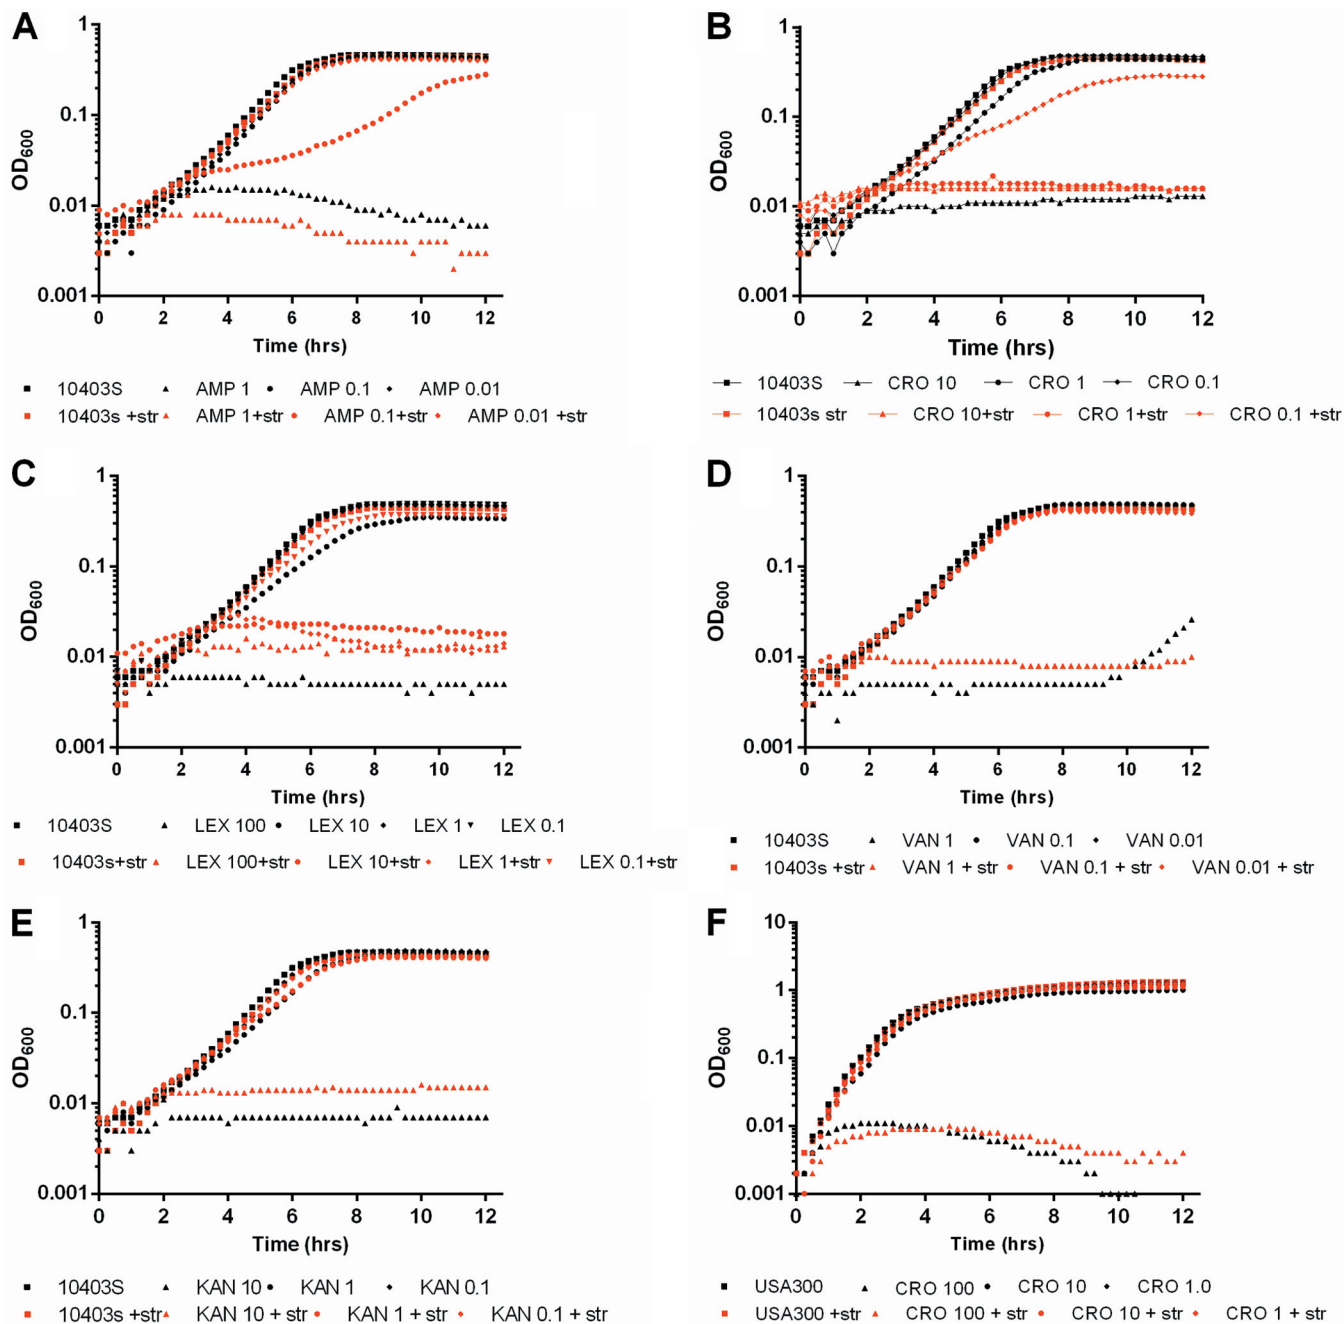 A
1
0.1
0.01
0.001
OD600
0 2 4 6 8 10 12
Time (hrs)
10403S AMP 1 AMP 0.1 AMP 0.01
10403s +str AMP 1+str AMP 0.1+str AMP 0.01 +str
B
1
0.1
0.01
0.001
OD600
0 2 4 6 8 10 12
Time (hrs)
10403S CRO 10 CRO 1 CRO 0.1
10403s str CRO 10+str CRO 1+str CRO 0.1 +str
C
1
0.1
0.01
0.001
OD600
0 2 4 6 8 10 12
Time (hrs)
10403S LEX 100 LEX 10 LEX 1 LEX 0.1
10403s+str LEX 100+str LEX 10+str LEX 1+str LEX 0.1+str
D
1
0.1
0.01
0.001
OD600
0 2 4 6 8 10 12
Time (hrs)
10403S VAN 1 VAN 0.1 VAN 0.01
10403s +str VAN 1 + str VAN 0.1 + str VAN 0.01 + str
E
1
0.1
0.01
0.001
OD600
0 2 4 6 8 10 12
Time (hrs)
10403S KAN 10 KAN 1 KAN 0.1
10403s +str KAN 10 + str KAN 1 + str KAN 0.1 + str
F
10
1
0.1
0.01
0.001
OD600
0 2 4 6 8 10 12
Time (hrs)
USA300 CRO 100 CRO 10 CRO 1.0
USA300 +str CRO 100 + str CRO 10 + str CRO 1 + str